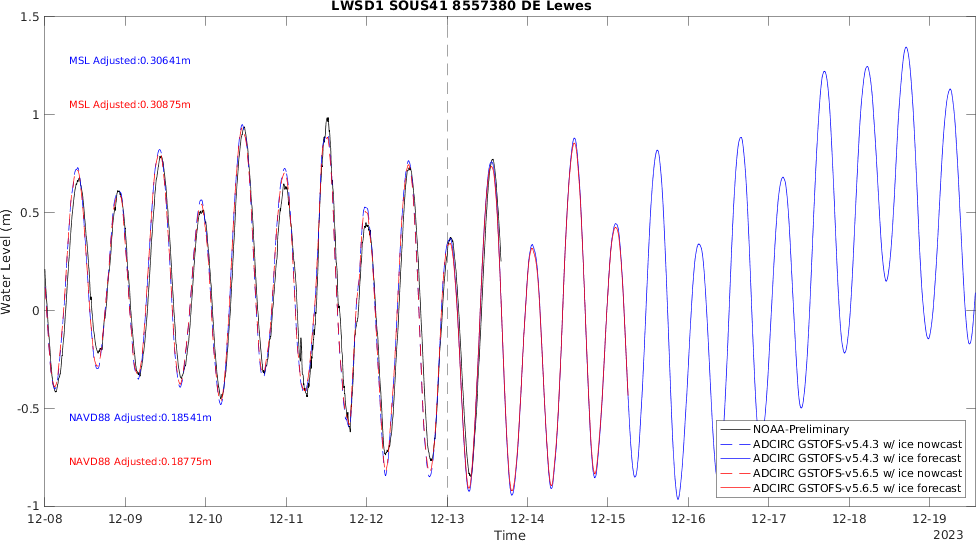 LWSD1 SOUS41 8557380 DE Lewes
1.5
1
0.5
0
-0.5
-1
Water Level (m)
MSL Adjusted:0.30641m
MSL Adjusted:0.30875m
NAVD88 Adjusted:0.18541m
NAVD88 Adjusted:0.18775m
NOAA-Preliminary
ADCIRC GSTOFS-v5.4.3 w/ ice nowcast
ADCIRC GSTOFS-v5.4.3 w/ ice forecast
ADCIRC GSTOFS-v5.6.5 w/ ice nowcast
ADCIRC GSTOFS-v5.6.5 w/ ice forecast
12-08 12-09 12-10 12-11 12-12 12-13 12-14 12-15 12-16 12-17 12-18 12-19
Time
2023